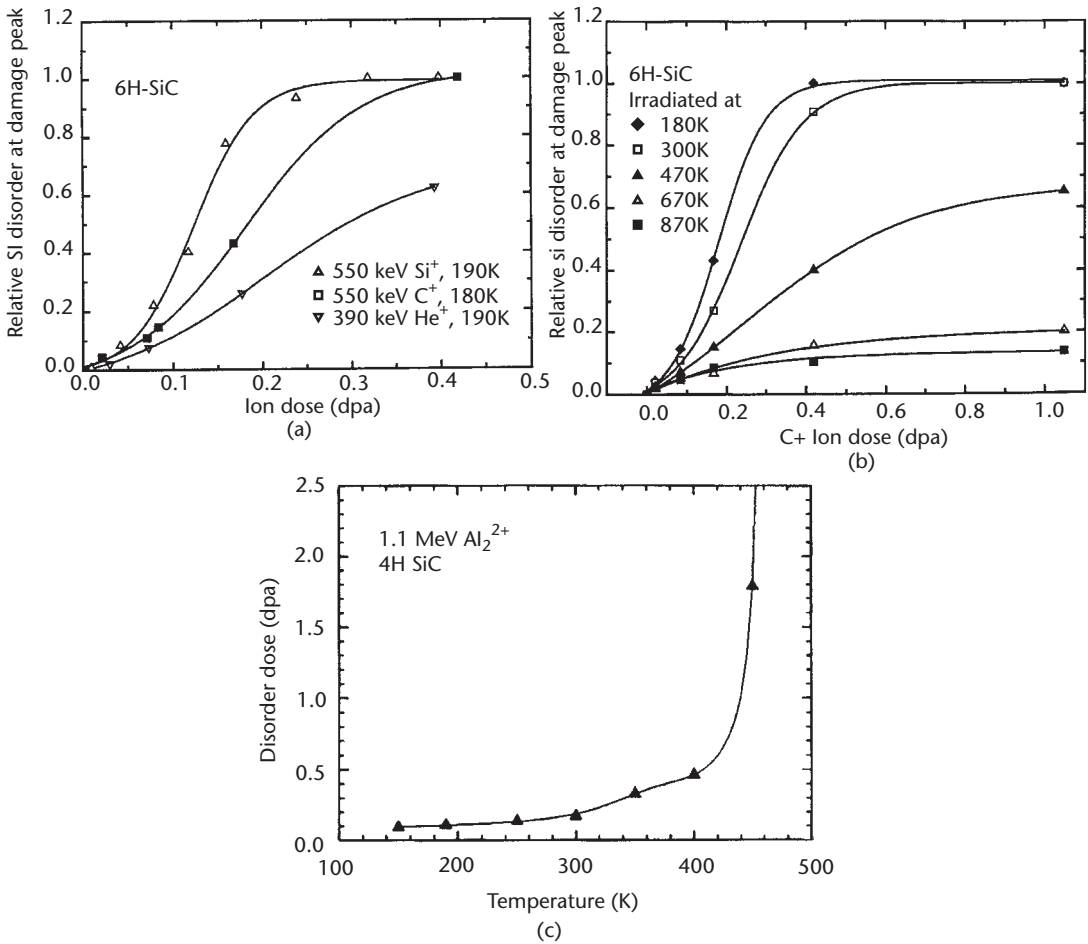 Relative SI disorder at damage peak
1.2
1.0
0.8
0.6
0.4
0.2
0.0
6H-SiC
550 keV Si⁺, 190K
550 keV C⁺, 180K
390 keV He⁺, 190K
0.0 0.1 0.2 0.3 0.4 0.5
Ion dose (dpa)
(a)
Relative si disorder at damage peak
1.2
1.0
0.8
0.6
0.4
0.2
0.0
6H-SiC
Irradiated at
180K
300K
470K
670K
870K
0.0 0.2 0.4 0.6 0.8 1.0
C+ Ion dose (dpa)
(b)
Disorder dose (dpa)
2.5
2.0
1.5
1.0
0.5
0.0
1.1 MeV Al₂²⁺
4H SiC
100 200 300 400 500
Temperature (K)
(c)